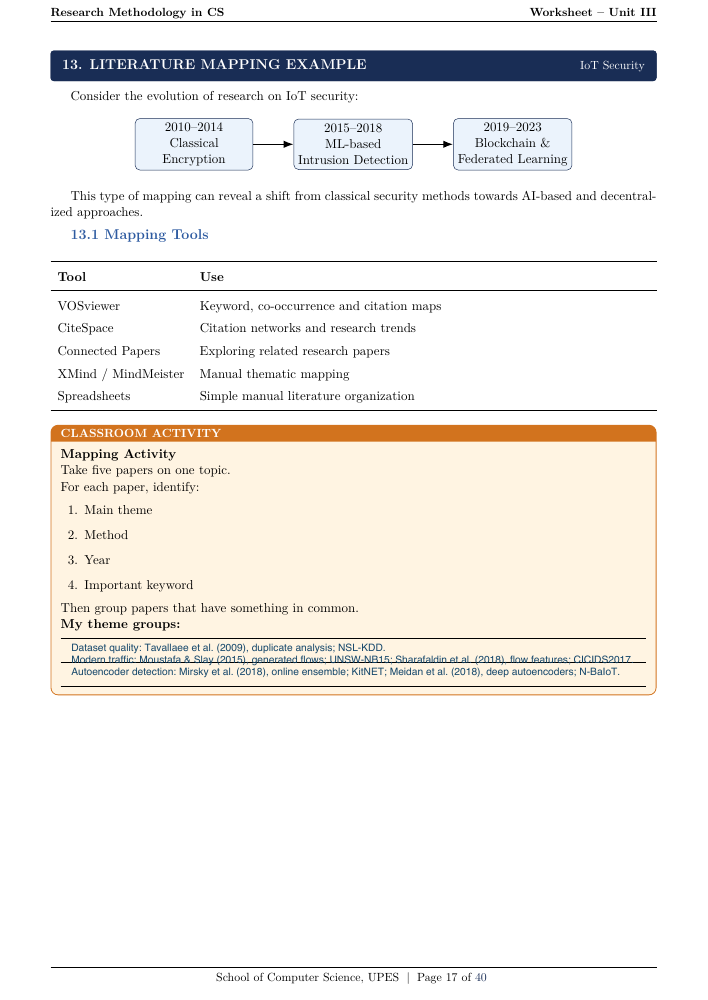 Research Methodology in CS Worksheet – Unit III
13. LITERATURE MAPPING EXAMPLE IoT Security
Consider the evolution of research on IoT security:
2010–2014
Classical
Encryption
2015–2018
ML-based
Intrusion Detection
2019–2023
Blockchain &
Federated Learning
This type of mapping can reveal a shift from classical security methods towards AI-based and decentral-
ized approaches.
13.1 Mapping Tools
Tool Use
VOSviewer Keyword, co-occurrence and citation maps
CiteSpace Citation networks and research trends
Connected Papers Exploring related research papers
XMind / MindMeister Manual thematic mapping
Spreadsheets Simple manual literature organization
CLASSROOM ACTIVITY
Mapping Activity
Take five papers on one topic.
For each paper, identify:
1. Main theme
2. Method
3. Year
4. Important keyword
Then group papers that have something in common.
My theme groups:
Dataset quality: Tavallaee et al. (2009), duplicate analysis; NSL-KDD.
Modern traffic: Moustafa & Slay (2015), generated flows; UNSW-NB15; Sharafaldin et al. (2018), flow features; CICIDS2017.
Autoencoder detection: Mirsky et al. (2018), online ensemble; KitNET; Meidan et al. (2018), deep autoencoders; N-BaIoT.
School of Computer Science, UPES | Page 17 of 40